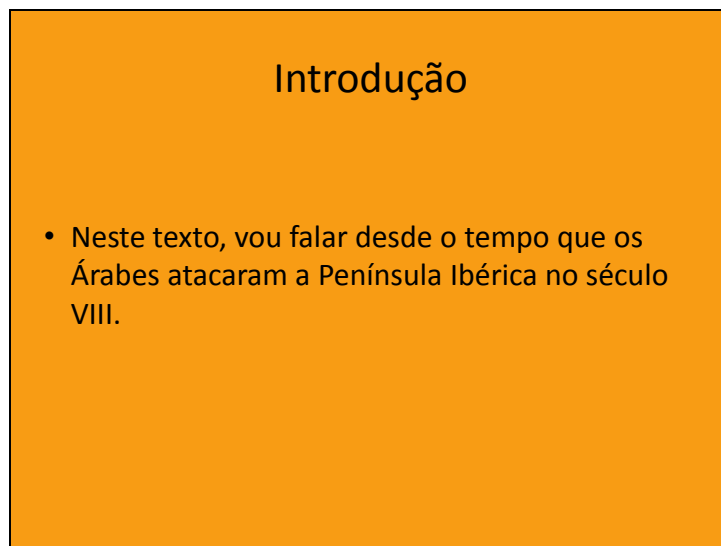 Introdução
• Neste texto, vou falar desde o tempo que os
Árabes atacaram a Península Ibérica no século
VIII.